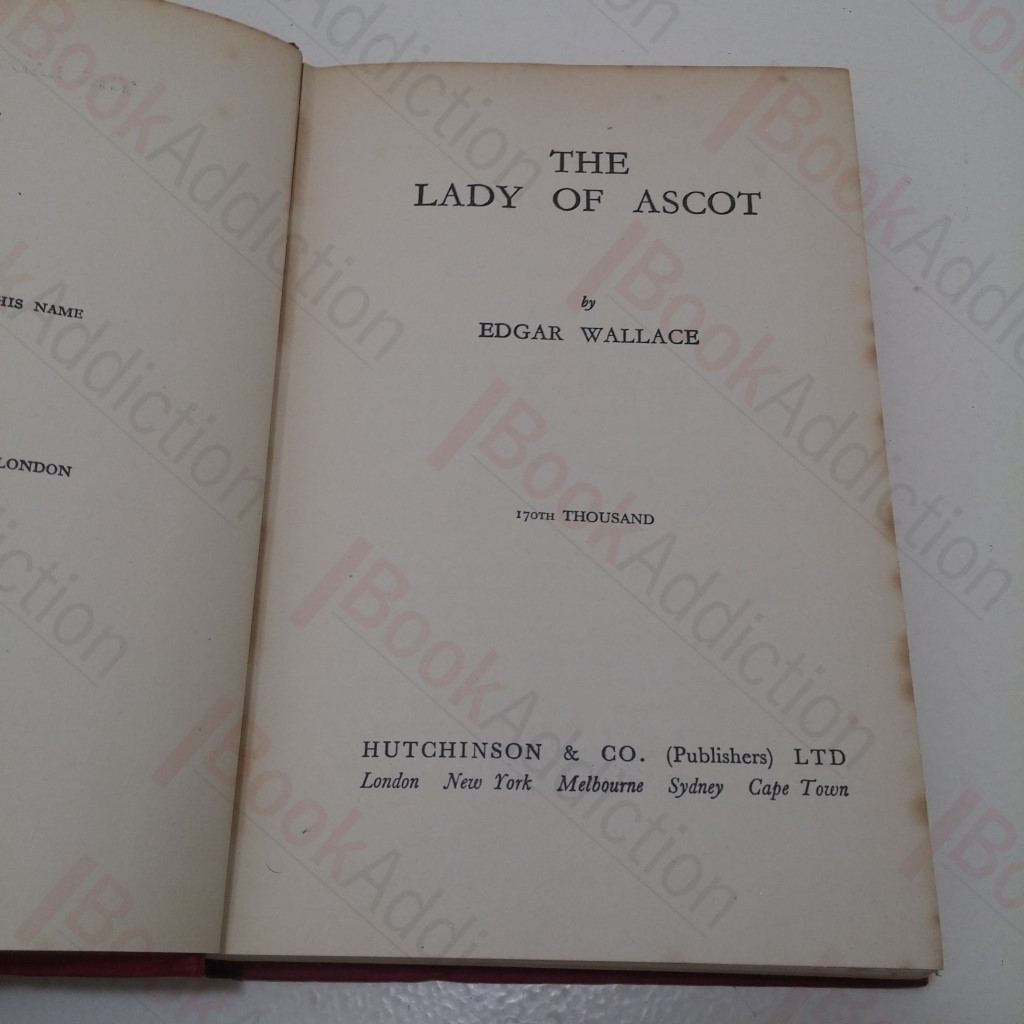 HIS NAME
LONDON
THE
LADY OF ASCOT
by
EDGAR WALLACE
170TH THOUSAND
HUTCHINSON & CO. (Publishers) LTD
London New York Melbourne Sydney Cape Town
BookAddiction